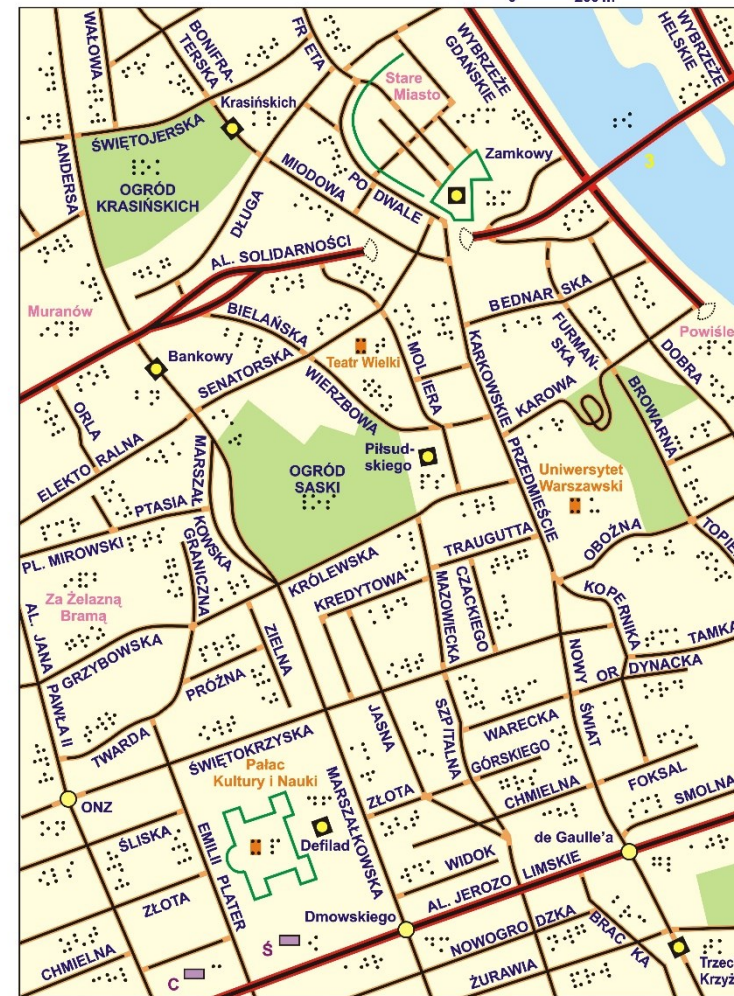 WAŁOWA
BONIFRA-
TERSKA
FRETA
WYBRZEŻE
GDAŃSKIE
WYBRZEŻE
HELSKIE
Stare
Miasto
Krasińskich
ŚWIĘTOJERSKA
ANDERSA
OGRÓD
KRASIŃSKICH
MIODOWA
PODWALE
Zamkowy
3
DŁUGA
AL. SOLIDARNOŚCI
Muranów
BIELAŃSKA
BEDNARSKA
Powiśle
Bankowy
SENATORSKA
Teatr Wielki
WIERZBOWA
MOLIERA
KARKOWSKIE PRZEDMIEŚCIE
FURMAŃ-
SKA
DOBRA
KAROWA
BROWARNA
ORLA
ELEKTORALNA
MARSZAŁKOWSKA
OGRÓD
SASKI
Piłsud-
skiego
Uniwersytet
Warszawski
PTASIA
PL. MIROWSKI
GRANICZNA
KRÓLEWSKA
TRAUGUTTA
OBOŹNA
TOPIE
Za Żelazną
Bramą
KREDYTOWA
MAZOWIECKA
CZACKIEGO
KOPERNIKA
AL. JANA PAWŁA II
GRZYBOWSKA
ZIELNA
TAMKA
PRÓŻNA
NOWY ŚWIAT
ORDYNACKA
TWARDA
JASNA
SZPITALNA
WARECKA
ŚWIĘTOKRZYSKA
GÓRSKIEGO
Pałac
Kultury i Nauki
MARSZAŁKOWSKA
ZŁOTA
CHMIELNA
FOKSAL
SMOLNA
ONZ
ŚLISKA
EMILII PLATER
Defilad
de Gaulle'a
WIDOK
ZŁOTA
AL. JEROZOLIMSKIE
Dmowskiego
Ś
NOWOGRODZKA
BRACKA
CHMIELNA
C
ŻURAWIA
Trzec
Krzyż